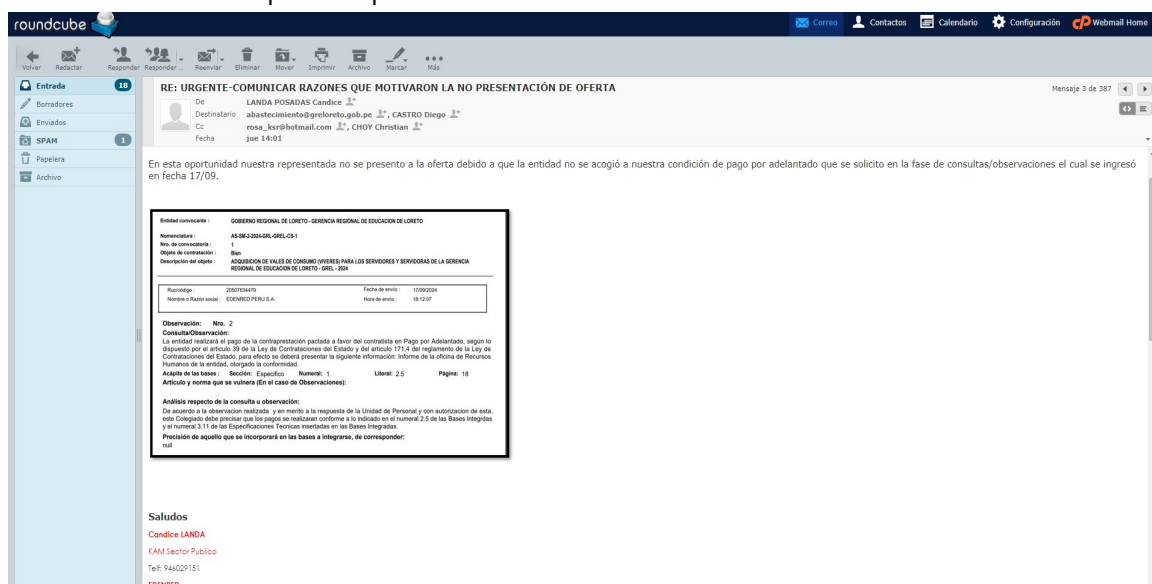 roundcube
Correo
Contactos
Calendario
Configuración
cP Webmail Home
Volver
Redactar
Responder
Responder ...
Reenviar
Eliminar
Mover
Imprimir
Archivo
Marcar
Más
Entrada 18
Borradores
Enviados
SPAM 1
Papelera
Archivo
RE: URGENTE-COMUNICAR RAZONES QUE MOTIVARON LA NO PRESENTACIÓN DE OFERTA
Mensaje 3 de 387
De LANDA POSADAS Candice
Destinatario abastecimiento@greloreto.gob.pe , CASTRO Diego
Cc rosa_ksr@hotmail.com , CHOY Christian
Fecha jue 14:01
En esta oportunidad nuestra representada no se presento a la oferta debido a que la entidad no se acogió a nuestra condición de pago por adelantado que se solicito en la fase de consultas/observaciones el cual se ingresó
en fecha 17/09.
Entidad convocante : GOBIERNO REGIONAL DE LORETO - GERENCIA REGIONAL DE EDUCACION DE LORETO
Nomenclatura : AS-SM-2-2024-GRL-GREL-CS-1
Nro. de convocatoria : 1
Objeto de contratación : Bien
Descripción del objeto : ADQUISICION DE VALES DE CONSUMO (VIVERES) PARA LOS SERVIDORES Y SERVIDORAS DE LA GERENCIA
REGIONAL DE EDUCACION DE LORETO - GREL - 2024
Ruc/código : 20507634479 Fecha de envío : 17/09/2024
Nombre o Razón social : EDENRED PERU S.A. Hora de envío : 18:12:07
Observación: Nro. 2
Consulta/Observación:
La entidad realizará el pago de la contraprestación pactada a favor del contratista en Pago por Adelantado, según lo
dispuesto por el artículo 39 de la Ley de Contrataciones del Estado y del artículo 171,4 del reglamento de la Ley de
Contrataciones del Estado, para efecto se deberá presentar la siguiente información: Informe de la oficina de Recursos
Humanos de la entidad, otorgado la conformidad.
Acápite de las bases : Sección: Especifico Numeral: 1 Literal: 2.5 Página: 18
Artículo y norma que se vulnera (En el caso de Observaciones):
Análisis respecto de la consulta u observación:
De acuerdo a la observacion realizada y en merito a la respuesta de la Unidad de Personal y con autorizacion de esta,
este Colegiado debe precisar que los pagos se realizaran conforme a lo indicado en el numeral 2.5 de las Bases Integrdas
y el numeral 3.11 de las Especificaciones Tecnicas insertadas en las Bases Integradas.
Precisión de aquello que se incorporará en las bases a integrarse, de corresponder:
null
Saludos
Candice LANDA
KAM Sector Publico
Telf: 946029151